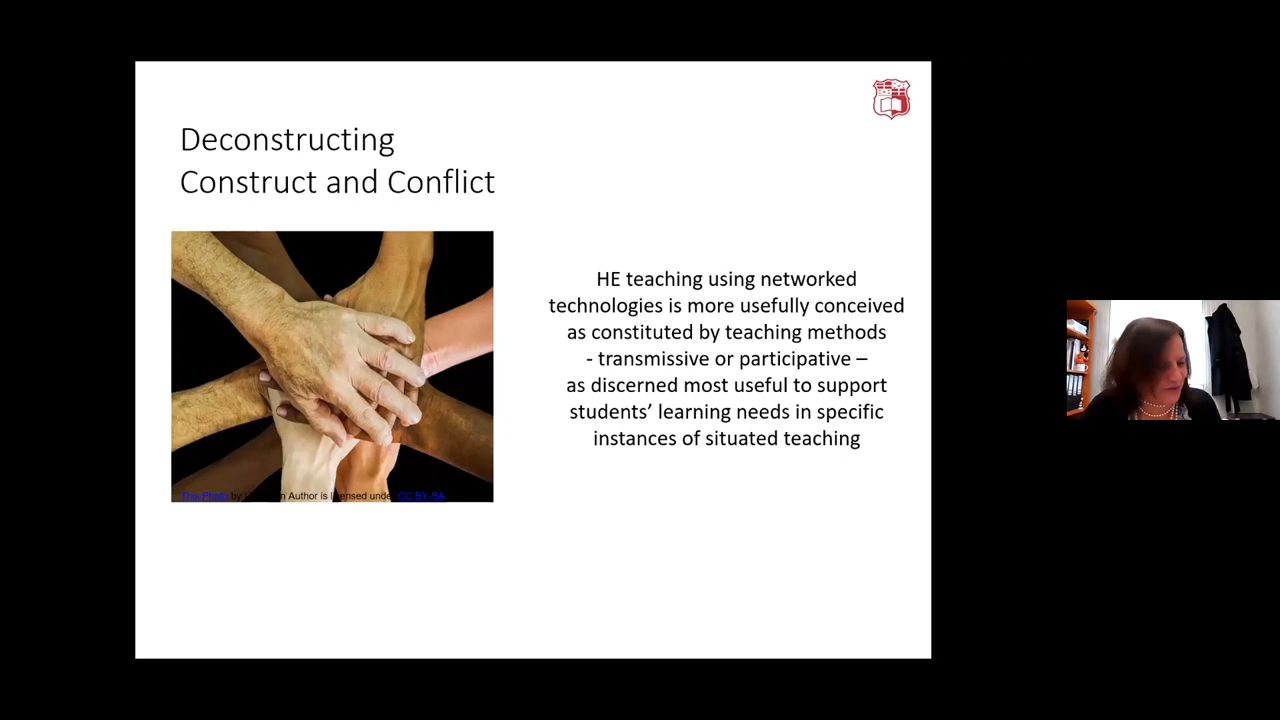 Deconstructing
Construct and Conflict
HE teaching using networked
technologies is more usefully conceived
as constituted by teaching methods
- transmissive or participative –
as discerned most useful to support
students’ learning needs in specific
instances of situated teaching
This Photo by Author is licensed under CC BY-SA